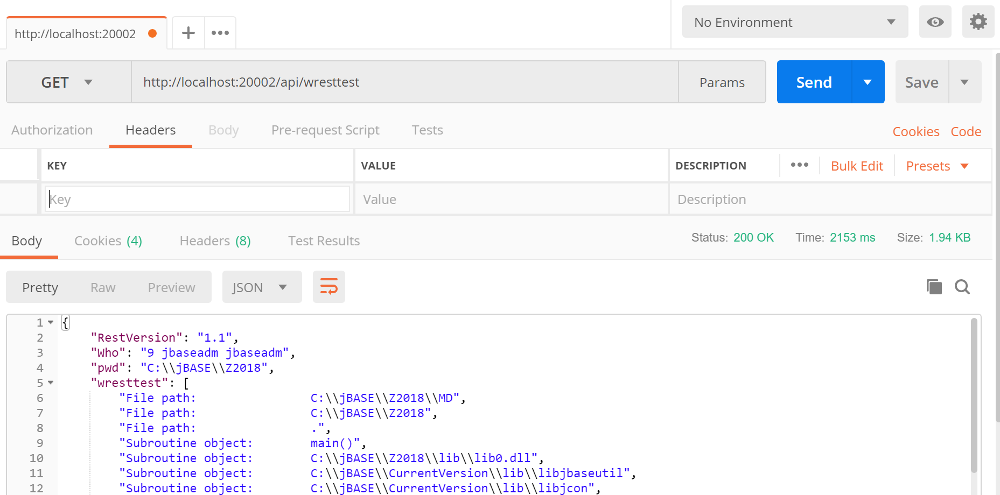 http://localhost:20002
No Environment
GET http://localhost:20002/api/wresttest Params Send Save
Authorization Headers Body Pre-request Script Tests Cookies Code
KEY VALUE DESCRIPTION Bulk Edit Presets
Key Value Description
Body Cookies (4) Headers (8) Test Results Status: 200 OK Time: 2153 ms Size: 1.94 KB
Pretty Raw Preview JSON
1 {
2 "RestVersion": "1.1",
3 "Who": "9 jbaseadm jbaseadm",
4 "pwd": "C:\\jBASE\\Z2018",
5 "wresttest": [
6 "File path: C:\\jBASE\\Z2018\\MD",
7 "File path: C:\\jBASE\\Z2018",
8 "File path: .",
9 "Subroutine object: main()",
10 "Subroutine object: C:\\jBASE\\Z2018\\lib\\lib0.dll",
11 "Subroutine object: C:\\jBASE\\CurrentVersion\\lib\\libjbaseutil",
12 "Subroutine object: C:\\jBASE\\CurrentVersion\\lib\\libjcon",